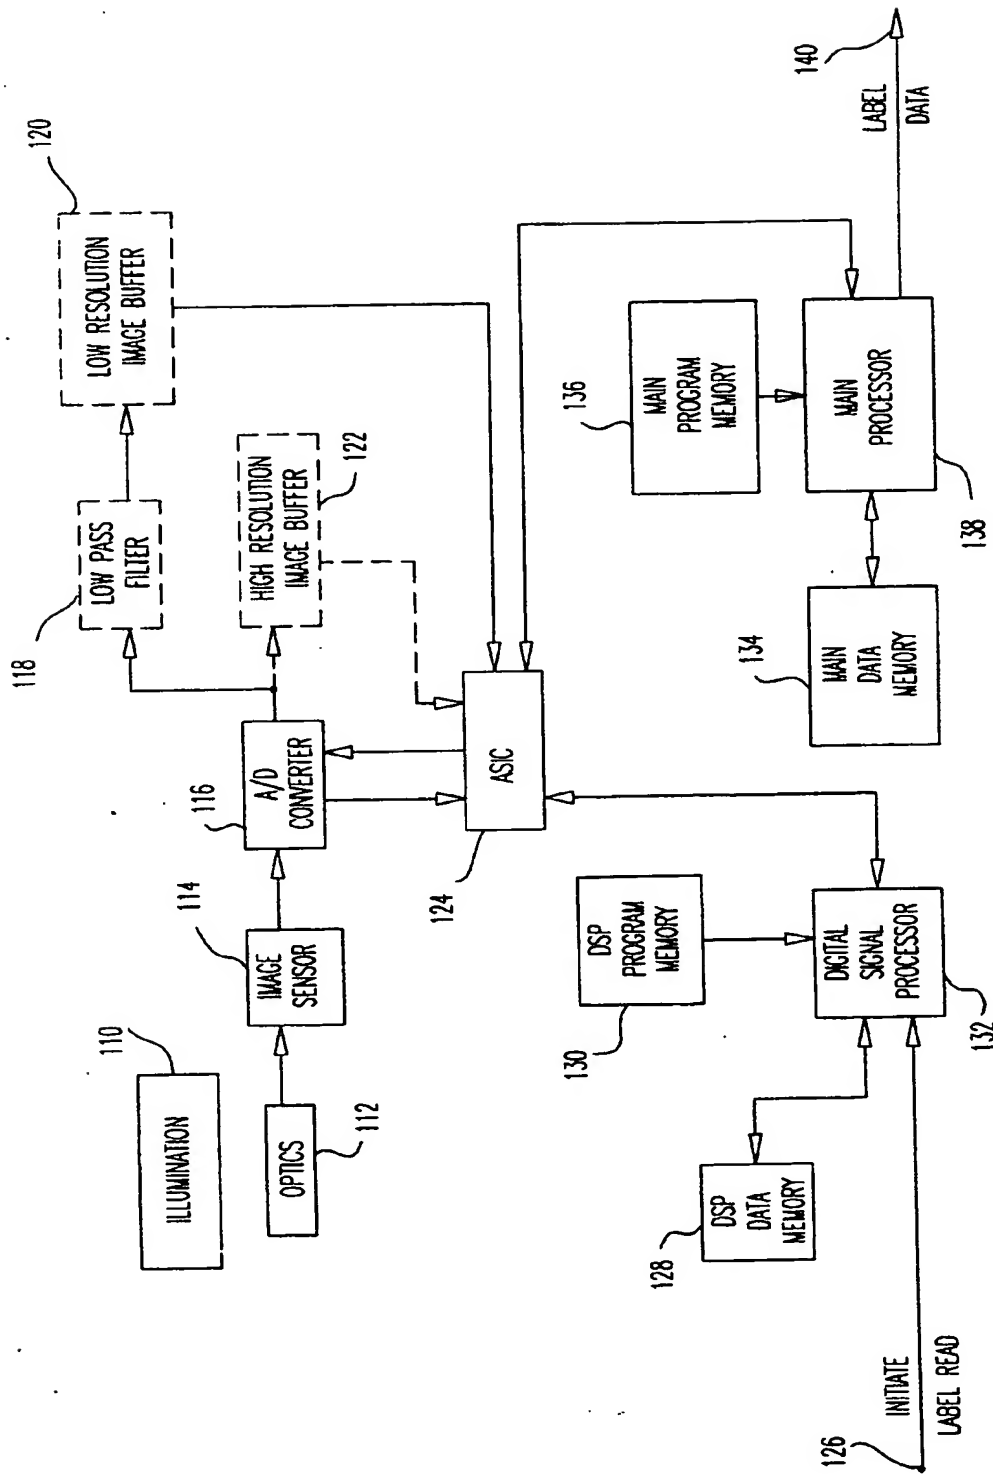 110
ILLUMINATION
OPTICS
112
114
IMAGE
SENSOR
116
A/D
CONVERTER
118
LOW PASS
FILTER
120
LOW RESOLUTION
IMAGE BUFFER
122
HIGH RESOLUTION
IMAGE BUFFER
ASIC
124
126
INITIATE
LABEL READ
128
DSP
DATA
MEMORY
130
DSP
PROGRAM
MEMORY
DIGITAL
SIGNAL
PROCESSOR
132
134
MAIN
DATA
MEMORY
136
MAIN
PROGRAM
MEMORY
MAIN
PROCESSOR
138
LABEL
DATA
140